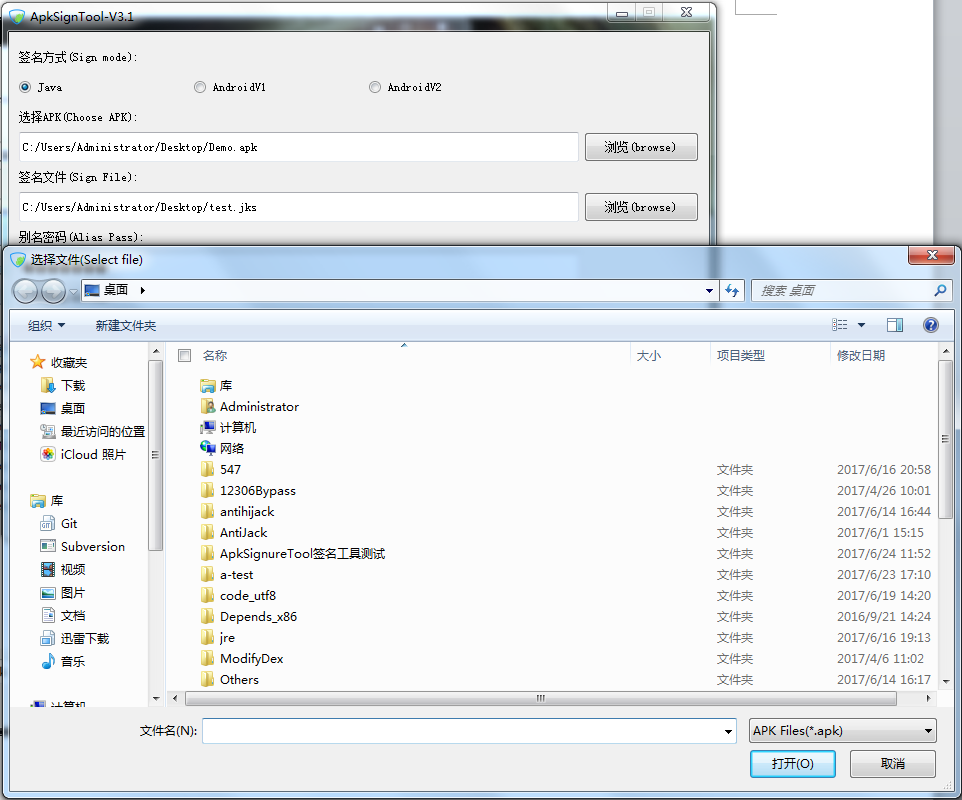 ApkSignTool-V3.1
签名方式(Sign mode):
Java AndroidV1 AndroidV2
选择APK(Choose APK):
C:/Users/Administrator/Desktop/Demo.apk 浏览(browse)
签名文件(Sign File):
C:/Users/Administrator/Desktop/test.jks 浏览(browse)
别名密码(Alias Pass):
选择文件(Select file)
桌面 搜索 桌面
组织 新建文件夹
名称 大小 项目类型 修改日期
收藏夹
下载
桌面
最近访问的位置
iCloud 照片
库
Git
Subversion
视频
图片
文档
迅雷下载
音乐
计算机
库
Administrator
计算机
网络
547 文件夹 2017/6/16 20:58
12306Bypass 文件夹 2017/4/26 10:01
antihijack 文件夹 2017/6/14 16:44
AntiJack 文件夹 2017/6/1 15:15
ApkSignureTool签名工具测试 文件夹 2017/6/24 11:52
a-test 文件夹 2017/6/23 17:10
code_utf8 文件夹 2017/6/19 14:20
Depends_x86 文件夹 2016/9/21 14:24
jre 文件夹 2017/6/16 19:13
ModifyDex 文件夹 2017/4/6 11:02
Others 文件夹 2017/6/14 16:17
文件名(N): APK Files(*.apk)
打开(O) 取消